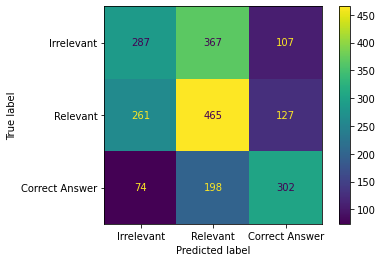 Irrelevant 287 367 107
Relevant 261 465 127
Correct Answer 74 198 302
Irrelevant Relevant Correct Answer
Predicted label
True label
450
400
350
300
250
200
150
100